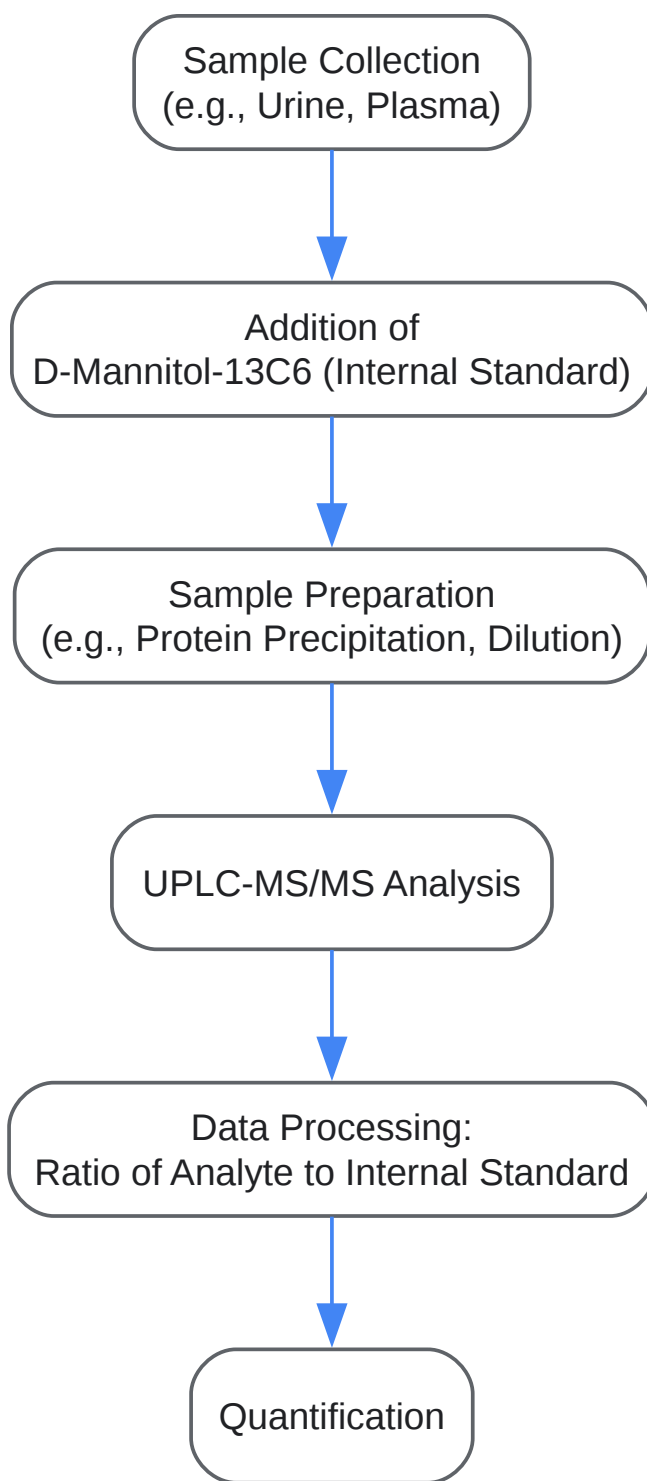 Sample Collection
(e.g., Urine, Plasma)
Addition of
D-Mannitol-13C6 (Internal Standard)
Sample Preparation
(e.g., Protein Precipitation, Dilution)
UPLC-MS/MS Analysis
Data Processing:
Ratio of Analyte to Internal Standard
Quantification